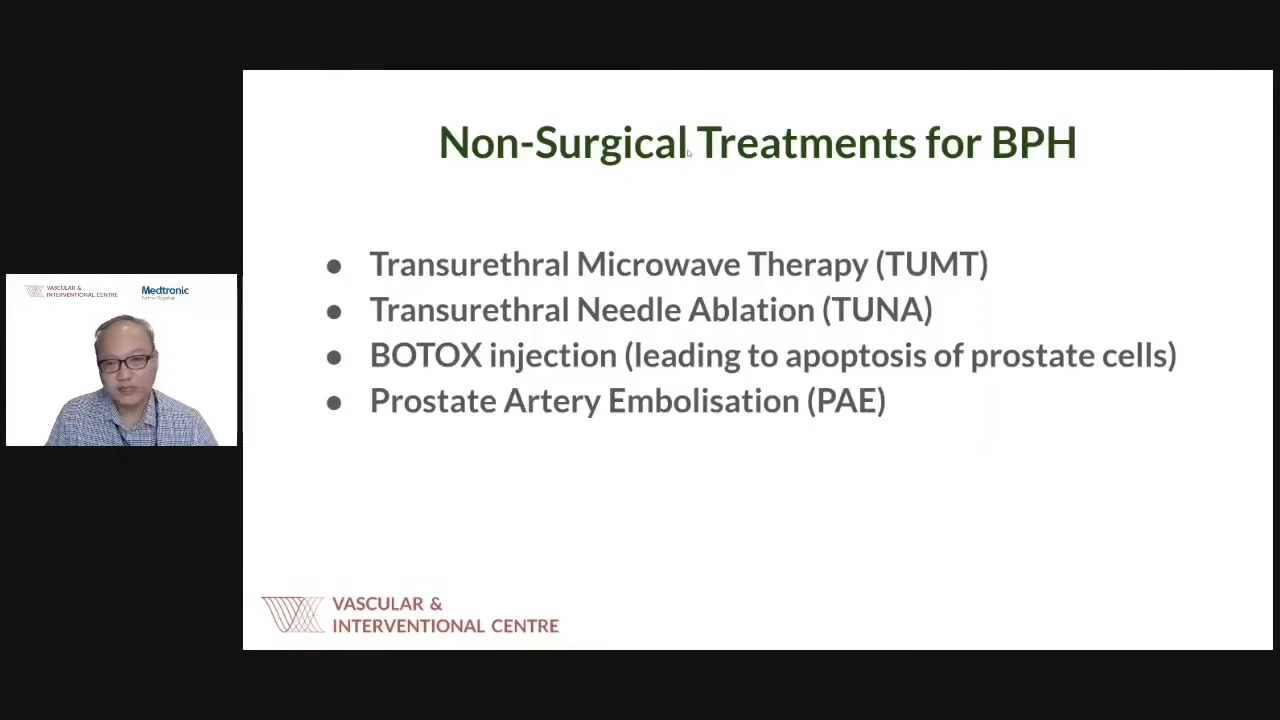 Non-Surgical Treatments for BPH
● Transurethral Microwave Therapy (TUMT)
● Transurethral Needle Ablation (TUNA)
● BOTOX injection (leading to apoptosis of prostate cells)
● Prostate Artery Embolisation (PAE)
VASCULAR &
INTERVENTIONAL CENTRE
VASCULAR &
INTERVENTIONAL CENTRE
Medtronic